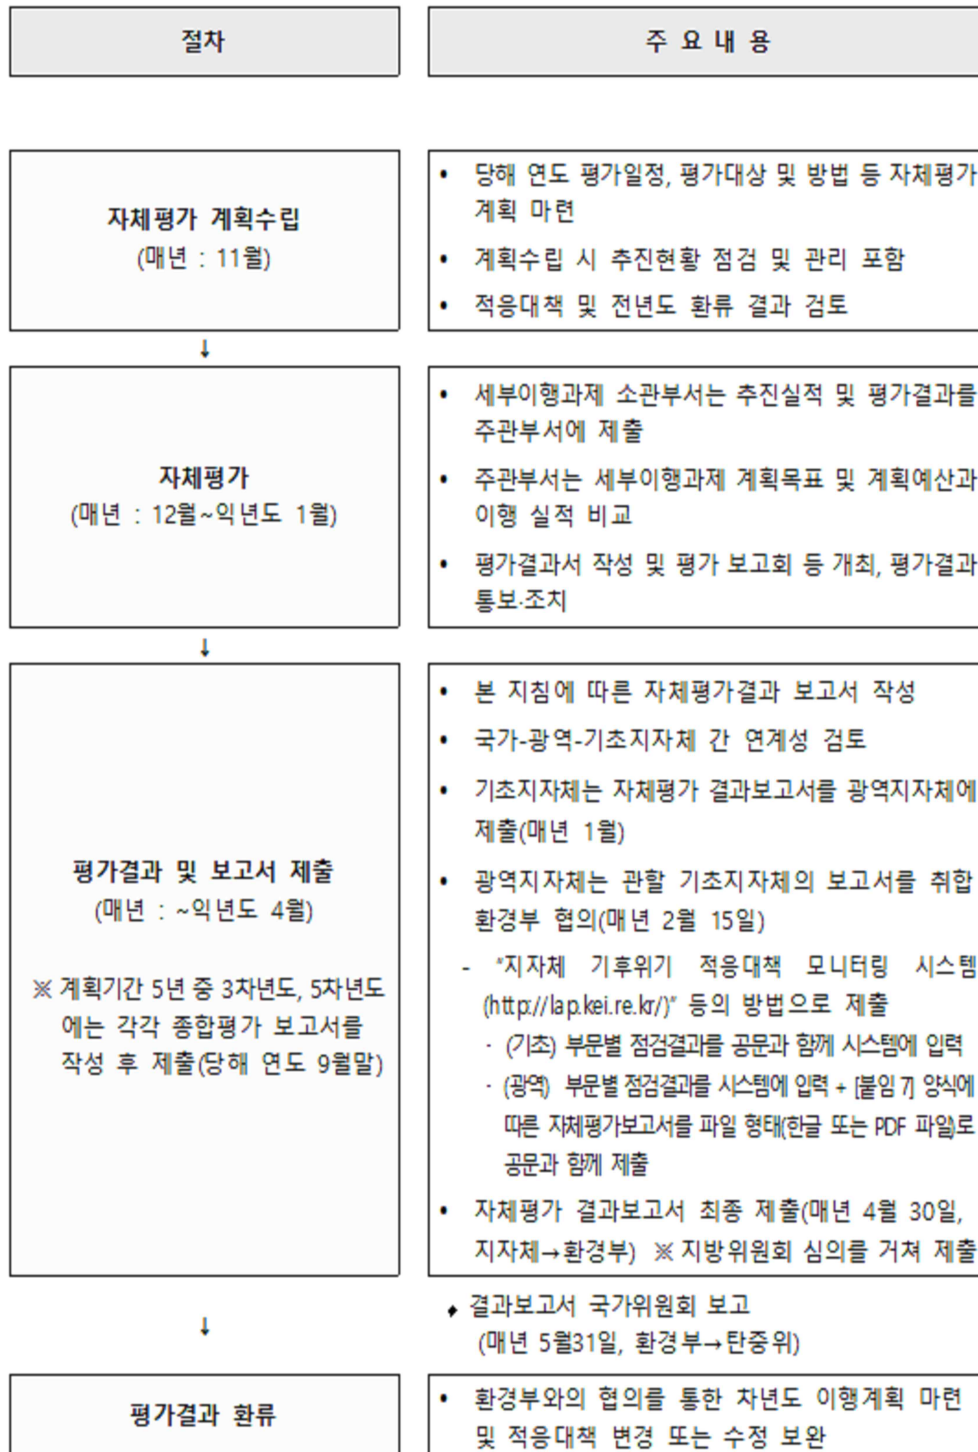 절차
주 요 내 용
자체평가 계획수립
(매년 : 11월)
• 당해 연도 평가일정, 평가대상 및 방법 등 자체평가
계획 마련
• 계획수립 시 추진현황 점검 및 관리 포함
• 적응대책 및 전년도 환류 결과 검토
↓
자체평가
(매년 : 12월~익년도 1월)
• 세부이행과제 소관부서는 추진실적 및 평가결과를
주관부서에 제출
• 주관부서는 세부이행과제 계획목표 및 계획예산과
이행 실적 비교
• 평가결과서 작성 및 평가 보고회 등 개최, 평가결과
통보·조치
↓
평가결과 및 보고서 제출
(매년 : ~익년도 4월)
※ 계획기간 5년 중 3차년도, 5차년도
에는 각각 종합평가 보고서를
작성 후 제출(당해 연도 9월말)
• 본 지침에 따른 자체평가결과 보고서 작성
• 국가-광역-기초지자체 간 연계성 검토
• 기초지자체는 자체평가 결과보고서를 광역지자체에
제출(매년 1월)
• 광역지자체는 관할 기초지자체의 보고서를 취합
환경부 협의(매년 2월 15일)
- “지자체 기후위기 적응대책 모니터링 시스템
(http://lap.kei.re.kr/)” 등의 방법으로 제출
· (기초) 부문별 점검결과를 공문과 함께 시스템에 입력
· (광역) 부문별 점검결과를 시스템에 입력 + [붙임 7] 양식에
따른 자체평가보고서를 파일 형태(한글 또는 PDF 파일)로
공문과 함께 제출
• 자체평가 결과보고서 최종 제출(매년 4월 30일,
지자체→환경부) ※ 지방위원회 심의를 거쳐 제출
↓
♦ 결과보고서 국가위원회 보고
(매년 5월31일, 환경부→탄중위)
평가결과 환류
• 환경부와의 협의를 통한 차년도 이행계획 마련
및 적응대책 변경 또는 수정 보완